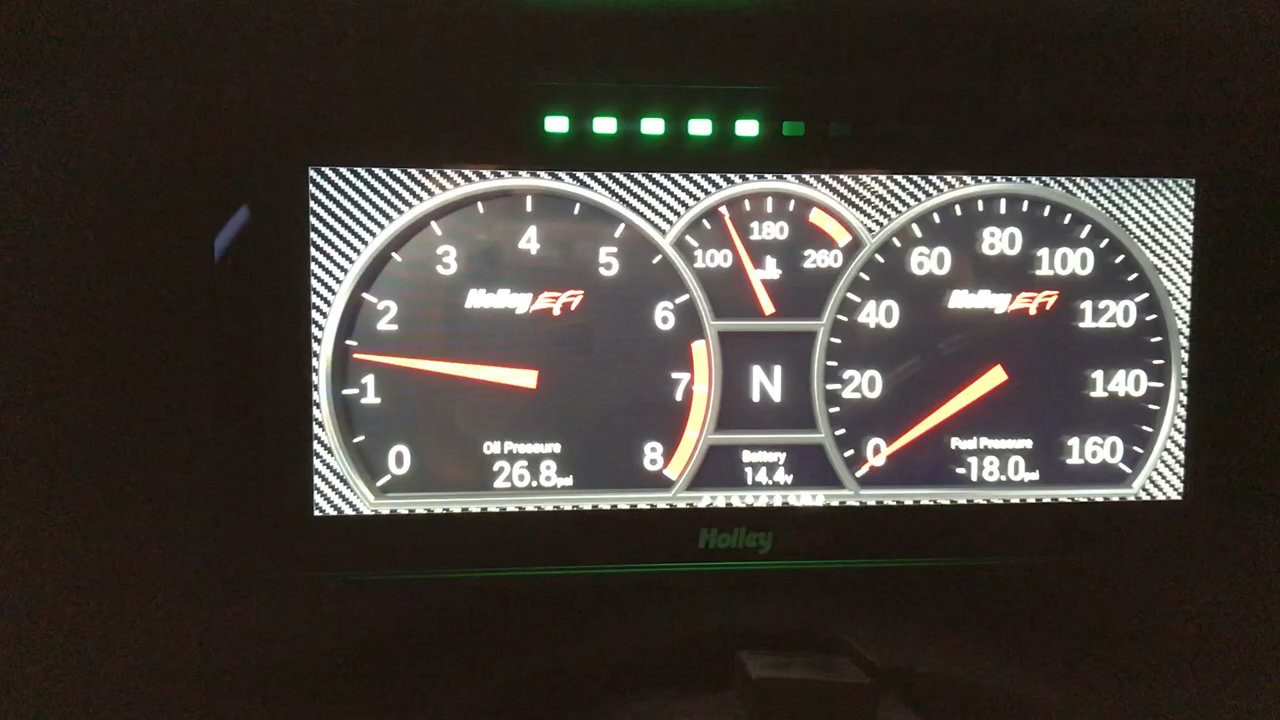 4
3
5
2
6
1
7
0
8
Holley EFI
Oil Pressure
26.8psi
180
100
260
N
Battery
14.4v
80
60
100
40
120
20
140
0
160
Holley EFI
Fuel Pressure
-18.0psi
Holley